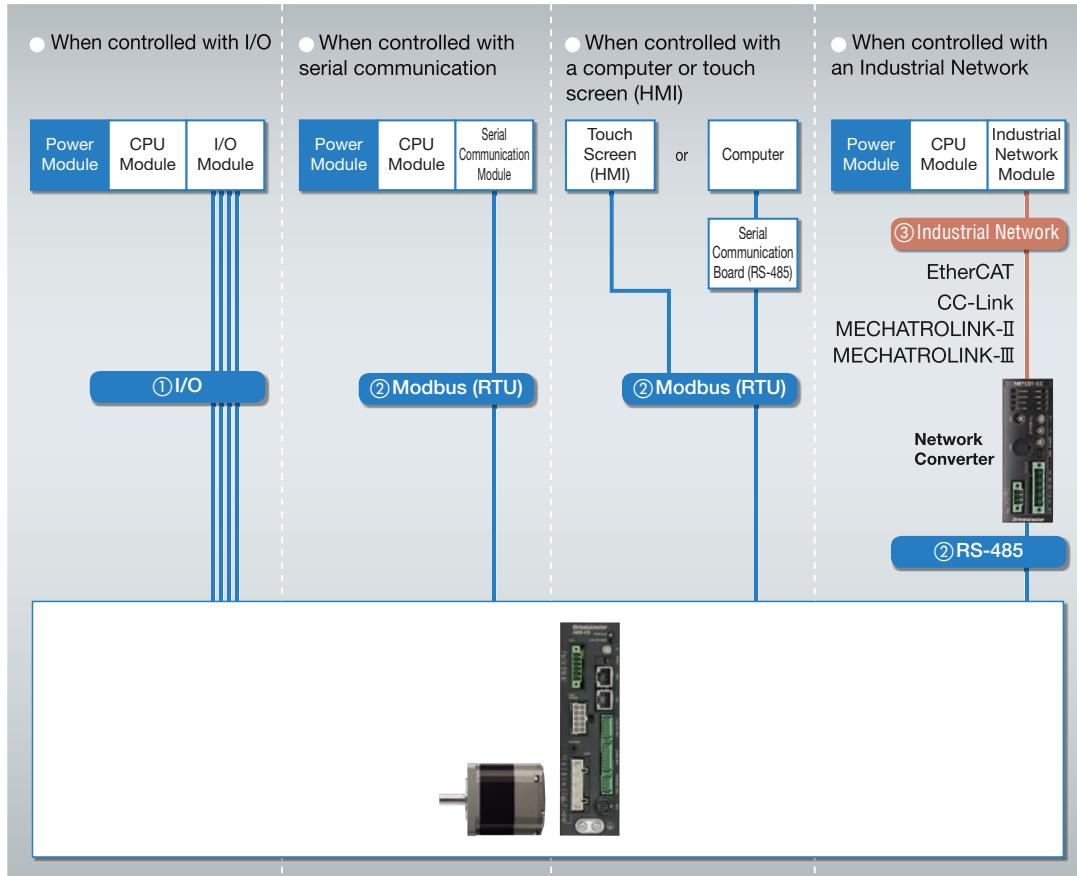 When controlled with I/O
When controlled with
serial communication
When controlled with
a computer or touch
screen (HMI)
When controlled with
an Industrial Network
Power
Module
CPU
Module
I/O
Module
Power
Module
CPU
Module
Serial
Communication
Module
Touch
Screen
(HMI)
or
Computer
Serial
Communication
Board (RS-485)
Power
Module
CPU
Module
Industrial
Network
Module
③Industrial Network
EtherCAT
CC-Link
MECHATROLINK-Ⅱ
MECHATROLINK-Ⅲ
①I/O
②Modbus (RTU)
②Modbus (RTU)
NETC01-CC
Network
Converter
②RS-485